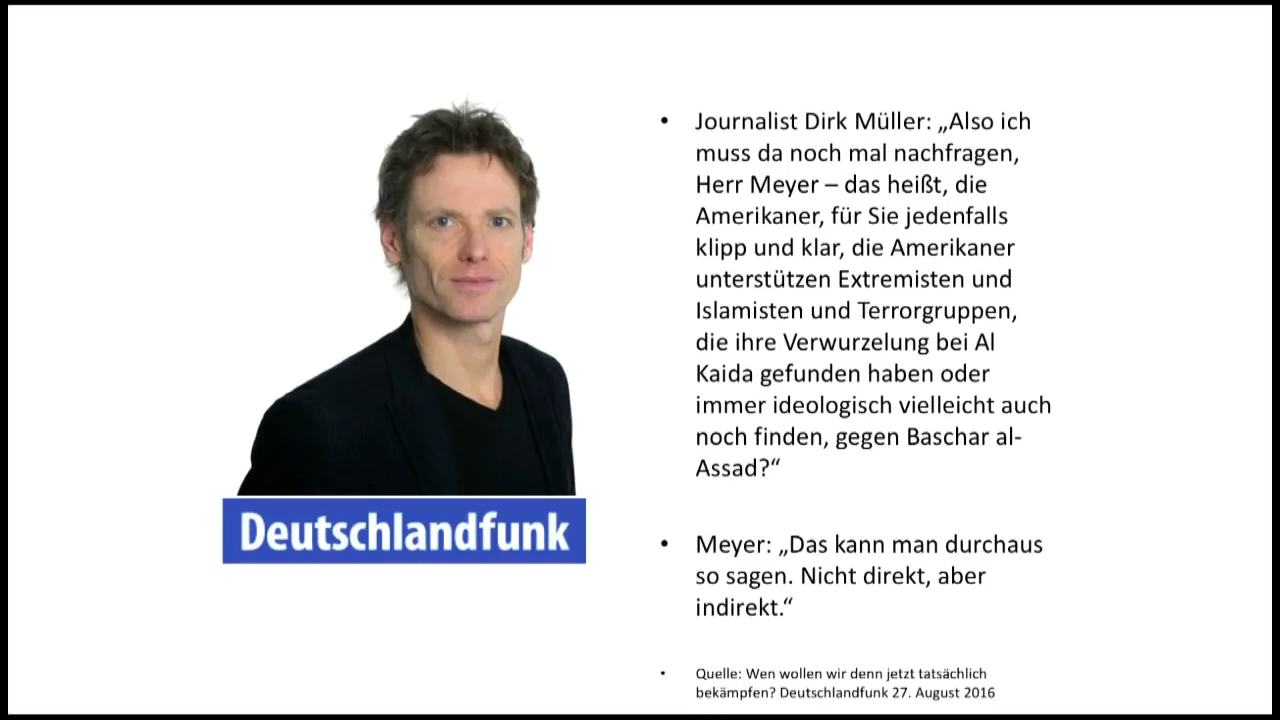 Deutschlandfunk
• Journalist Dirk Müller: „Also ich
muss da noch mal nachfragen,
Herr Meyer – das heißt, die
Amerikaner, für Sie jedenfalls
klipp und klar, die Amerikaner
unterstützen Extremisten und
Islamisten und Terrorgruppen,
die ihre Verwurzelung bei Al
Kaida gefunden haben oder
immer ideologisch vielleicht auch
noch finden, gegen Baschar al-
Assad?“
• Meyer: „Das kann man durchaus
so sagen. Nicht direkt, aber
indirekt.“
• Quelle: Wen wollen wir denn jetzt tatsächlich
bekämpfen? Deutschlandfunk 27. August 2016